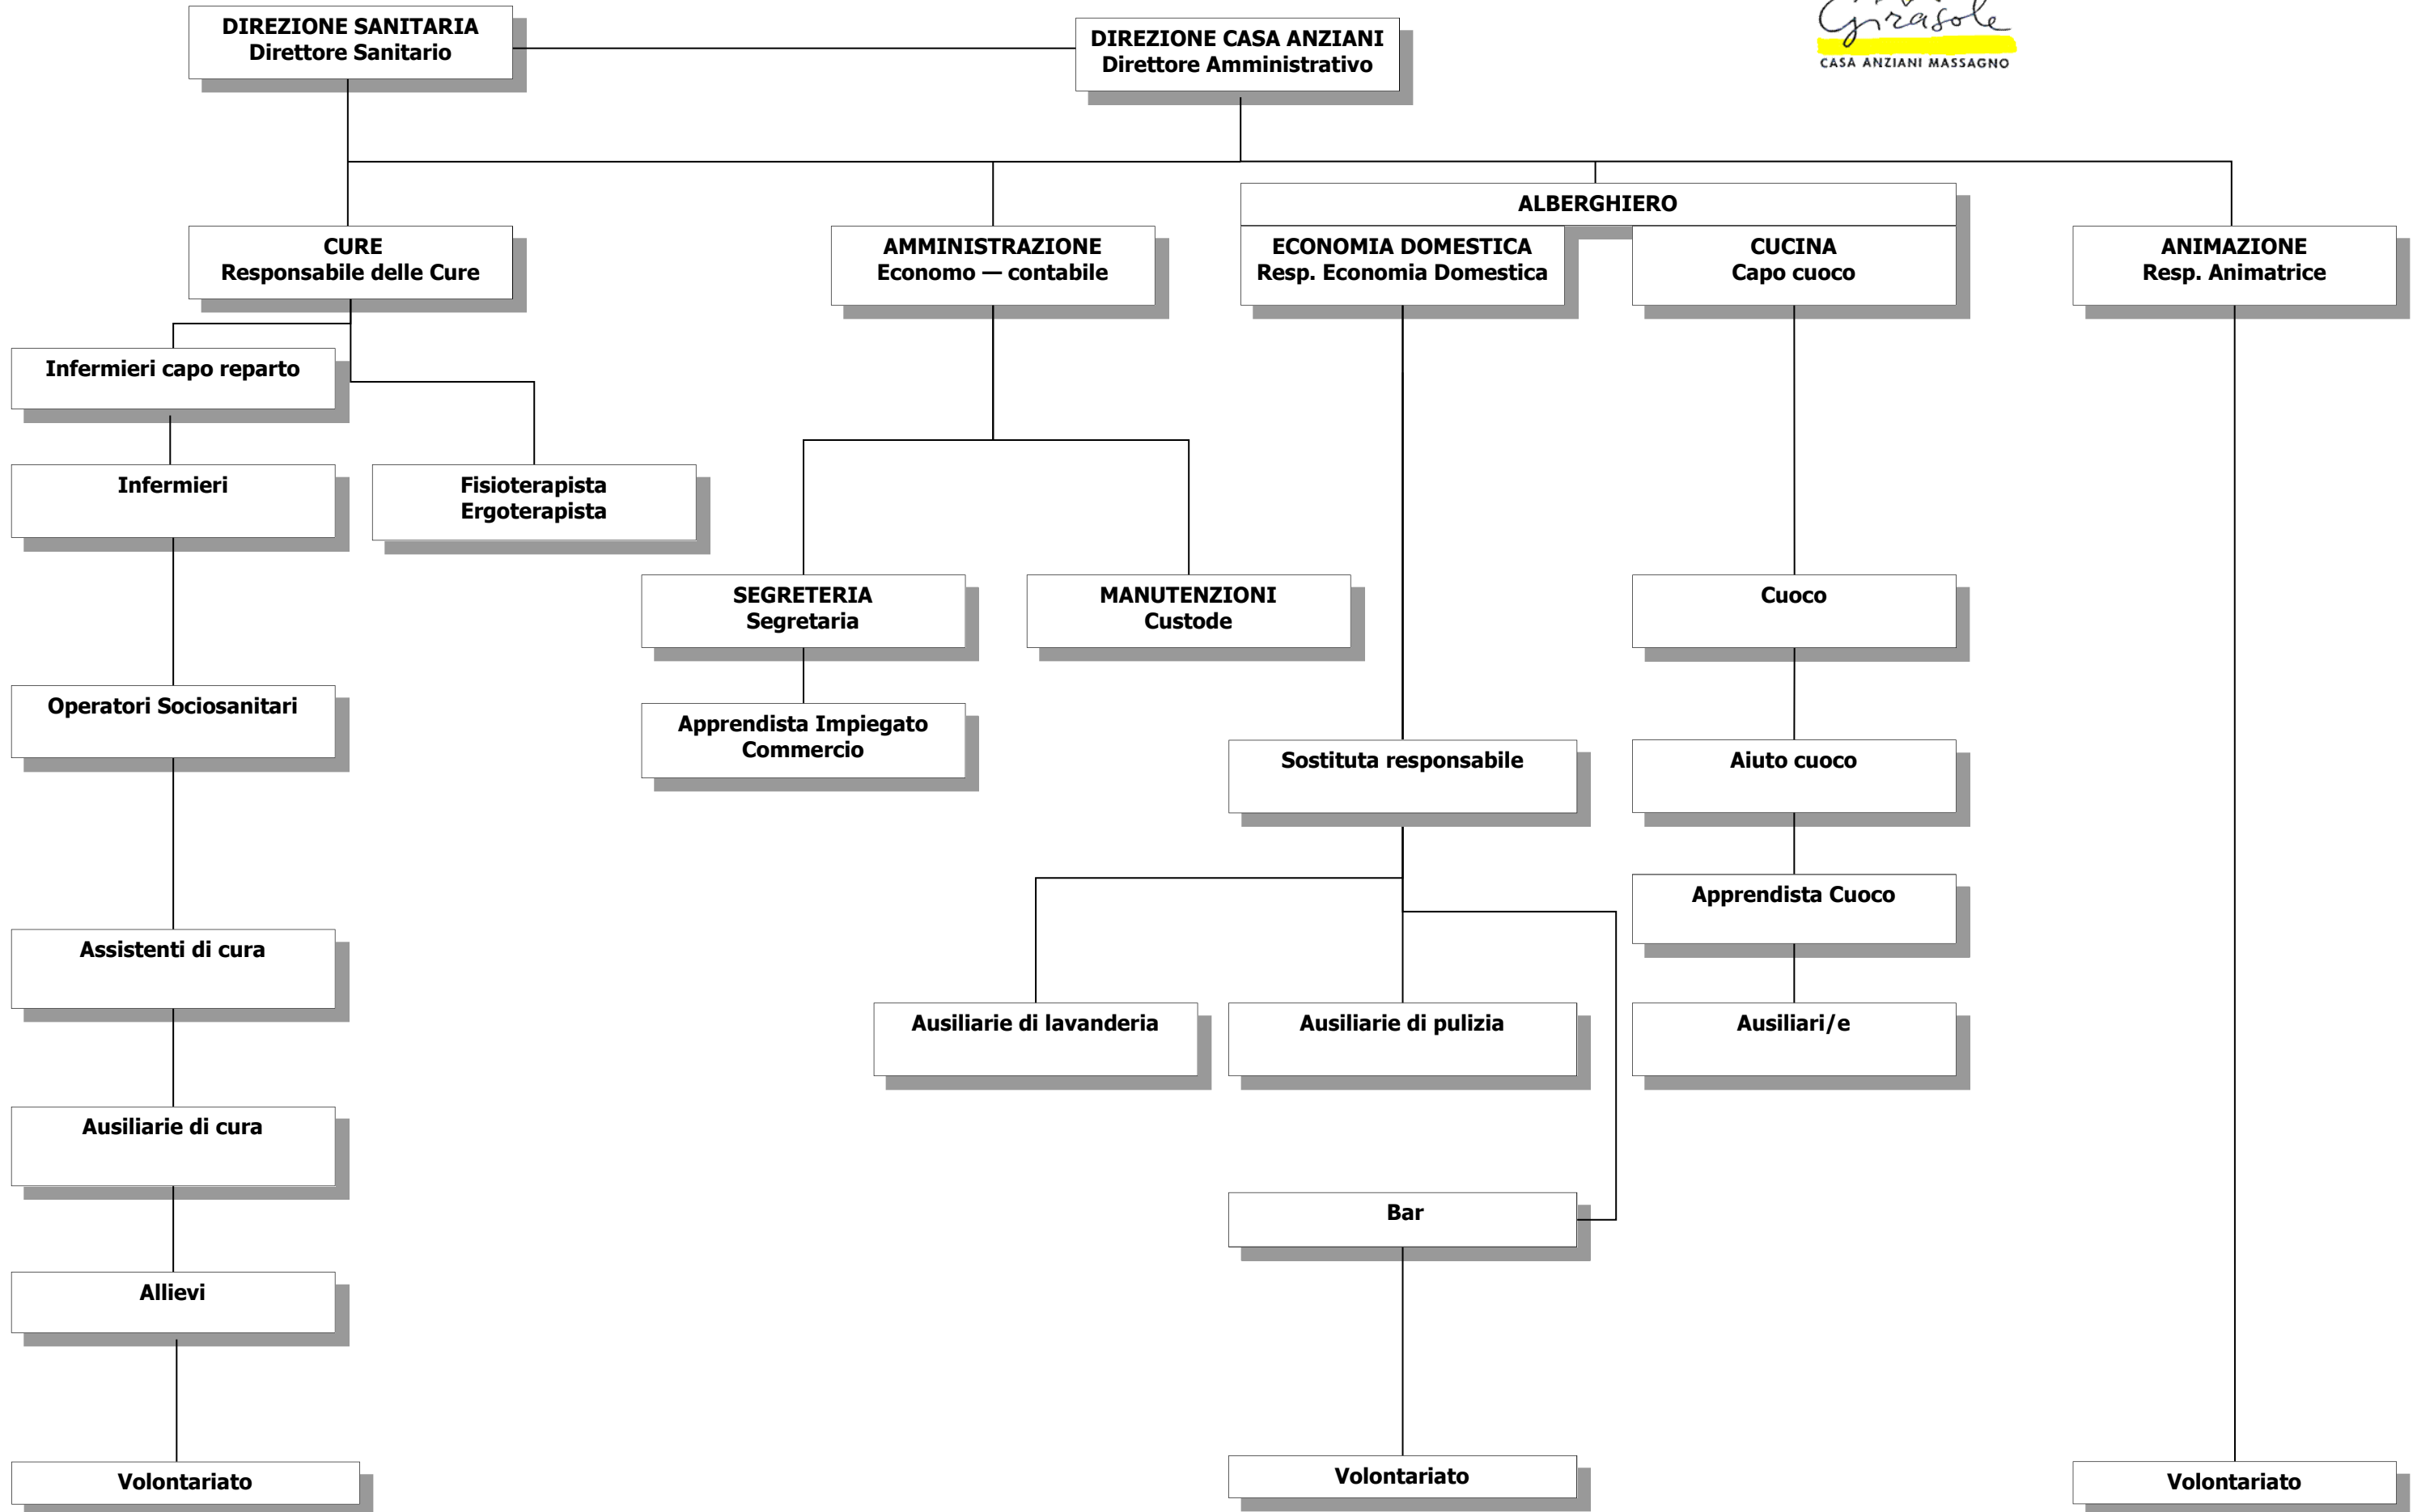 DIREZIONE SANITARIA
Direttore Sanitario
DIREZIONE CASA ANZIANI
Direttore Amministrativo
Girasole
CASA ANZIANI MASSAGNO
ALBERGHIERO
CURE
Responsabile delle Cure
AMMINISTRAZIONE
Economo — contabile
ECONOMIA DOMESTICA
Resp. Economia Domestica
CUCINA
Capo cuoco
ANIMAZIONE
Resp. Animatrice
Infermieri capo reparto
Infermieri
Fisioterapista
Ergoterapista
SEGRETERIA
Segretaria
MANUTENZIONI
Custode
Cuoco
Operatori Sociosanitari
Apprendista Impiegato
Commercio
Sostituta responsabile
Aiuto cuoco
Apprendista Cuoco
Assistenti di cura
Ausiliarie di lavanderia
Ausiliarie di pulizia
Ausiliari/e
Ausiliarie di cura
Bar
Allievi
Volontariato
Volontariato
Volontariato